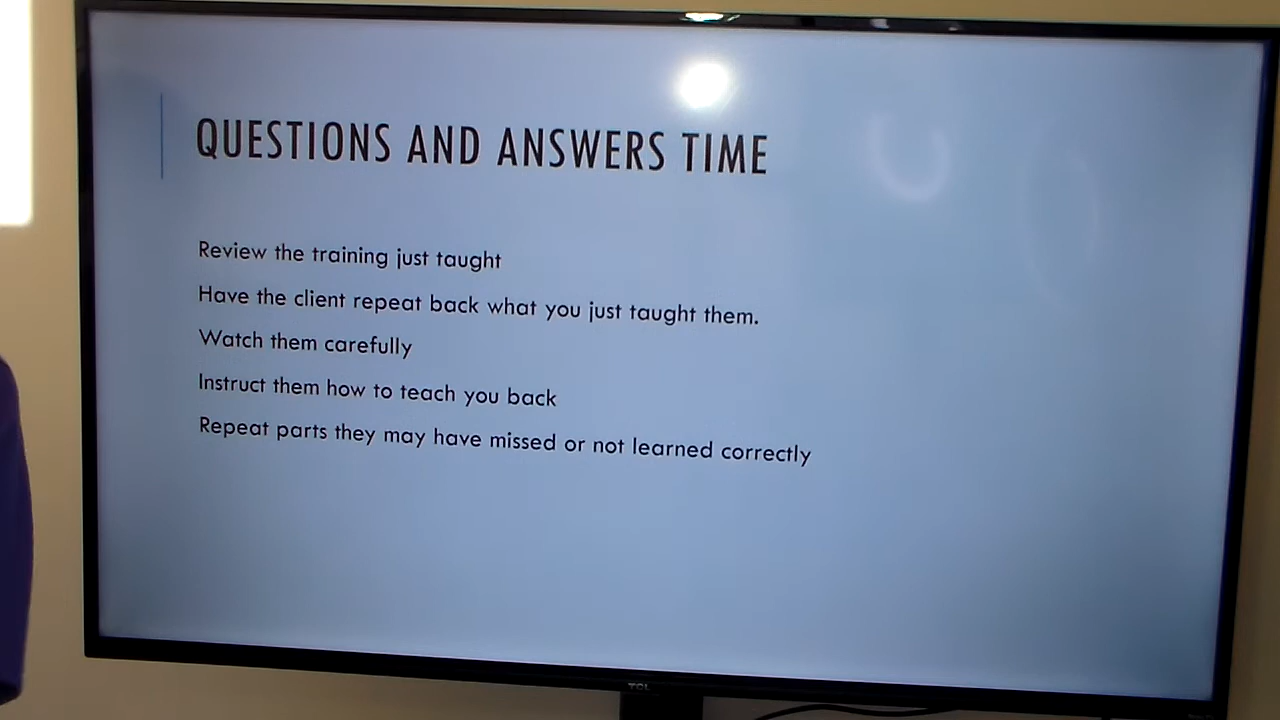 QUESTIONS AND ANSWERS TIME
Review the training just taught
Have the client repeat back what you just taught them.
Watch them carefully
Instruct them how to teach you back
Repeat parts they may have missed or not learned correctly
TCL